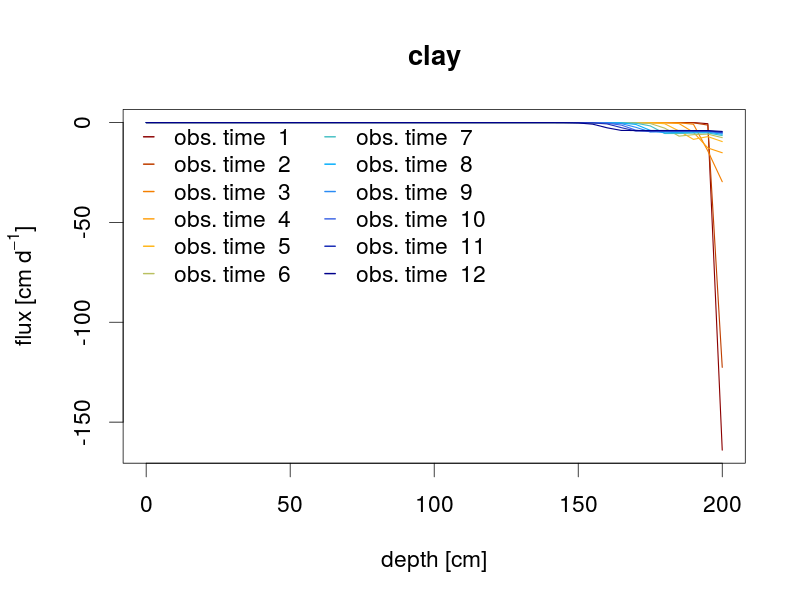 clay
flux [cm d⁻¹]
0
-50
-100
-150
obs. time 1
obs. time 2
obs. time 3
obs. time 4
obs. time 5
obs. time 6
obs. time 7
obs. time 8
obs. time 9
obs. time 10
obs. time 11
obs. time 12
0 50 100 150 200
depth [cm]